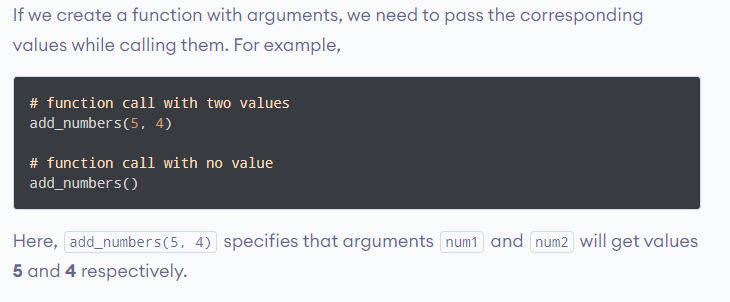 If we create a function with arguments, we need to pass the corresponding
values while calling them. For example,
# function call with two values
add_numbers(5, 4)
# function call with no value
add_numbers()
Here, add_numbers(5, 4) specifies that arguments num1 and num2 will get values
5 and 4 respectively.